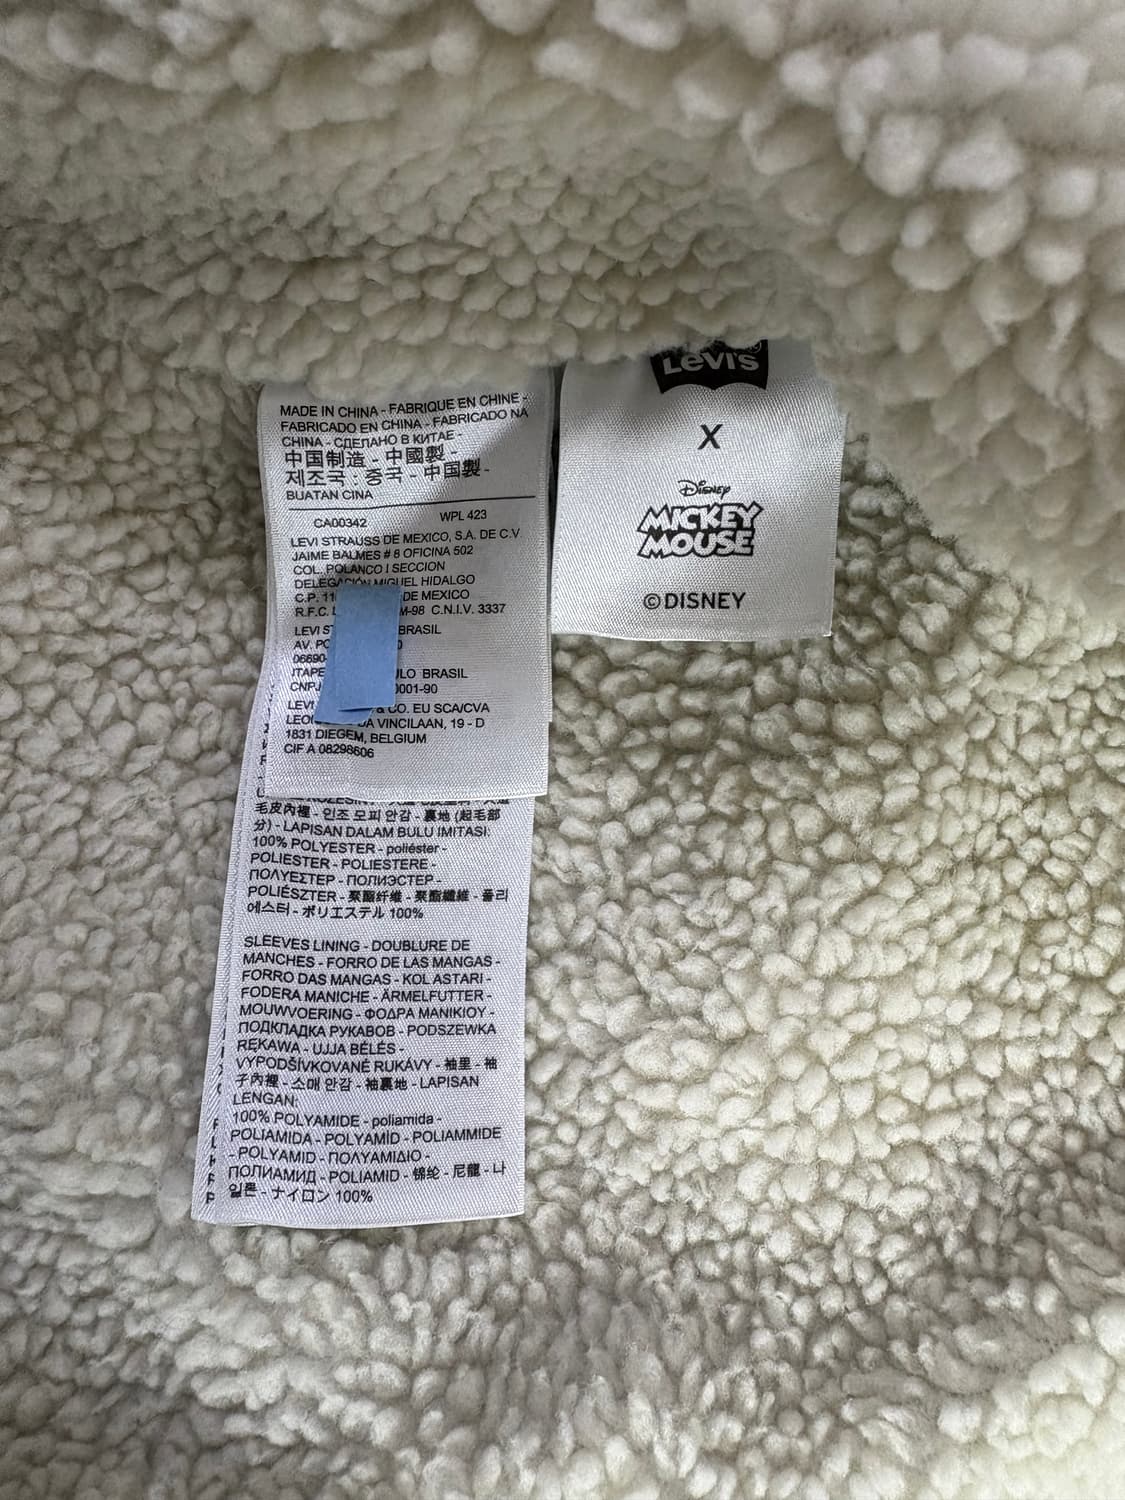 MADE IN CHINA - FABRIQUE EN CHINE -
FABRICADO EN CHINA - FABRICADO NA
CHINA - СДЕЛАНО В КИТАЕ -
中国制造 - 中國製 -
제조국 : 중국 - 中国製 -
BUATAN CINA
CA00342 WPL 423
LEVI STRAUSS DE MEXICO, S.A. DE C.V.
JAIME BALMES # 8 OFICINA 502
COL. POLANCO I SECCION
DELEGACIÓN MIGUEL HIDALGO
C.P. DE MEXICO
R.F.C. M-98 C.N.I.V. 3337
LEVI BRASIL
AV.
06690-
BRASIL
CNPJ 0001-90
& CO. EU SCA/CVA
DA VINCILAAN, 19 - D
1831 DIEGEM, BELGIUM
CIF A 08298606
毛皮內裡 - 인조 모피 안감 - 裏地 (起毛部
分) - LAPISAN DALAM BULU IMITASI:
100% POLYESTER - poliéster -
POLIESTER - POLIESTERE -
ΠΟΛΥΕΣΤΕΡ - ПОЛИЭСТЕР -
POLIÉSZTER - 聚酯纤维 - 聚酯纖維 - 폴리
에스터 - ポリエステル 100%
SLEEVES LINING - DOUBLURE DE
MANCHES - FORRO DE LAS MANGAS -
FORRO DAS MANGAS - KOL ASTARI -
FODERA MANICHE - ÄRMELFUTTER -
MOUWVOERING - ΦΟΔΡΑ ΜΑΝΙΚΙΟΥ -
ПОДКЛАДКА РУКАВОВ - PODSZEWKA
RĘKAWA - UJJA BÉLÉS -
VYPODŠÍVKOVANÉ RUKÁVY - 袖里 - 袖
子內裡 - 소매 안감 - 袖裏地 - LAPISAN
LENGAN:
100% POLYAMIDE - poliamida -
POLIAMIDA - POLYAMİD - POLIAMMIDE
- POLYAMID - ΠΟΛΥΑΜΙΔΙΟ -
ПОЛИАМИД - POLIAMID - 锦纶 - 尼龍 - 나
일론 - ナイロン 100%
Levi's
X
Disney
MICKEY
MOUSE
©DISNEY